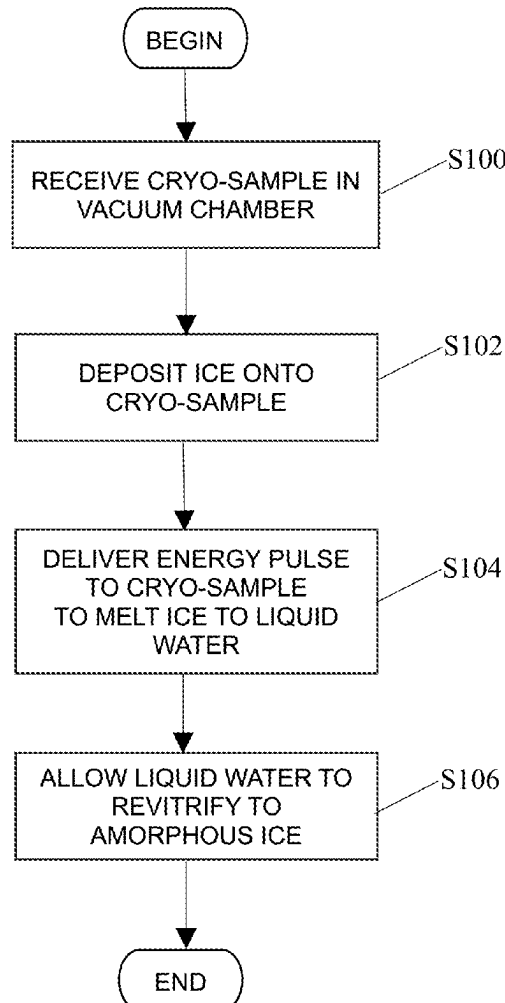 BEGIN
RECEIVE CRYO-SAMPLE IN
VACUUM CHAMBER
S100
DEPOSIT ICE ONTO
CRYO-SAMPLE
S102
DELIVER ENERGY PULSE
TO CRYO-SAMPLE
TO MELT ICE TO LIQUID
WATER
S104
ALLOW LIQUID WATER TO
REVITRIFY TO
AMORPHOUS ICE
S106
END